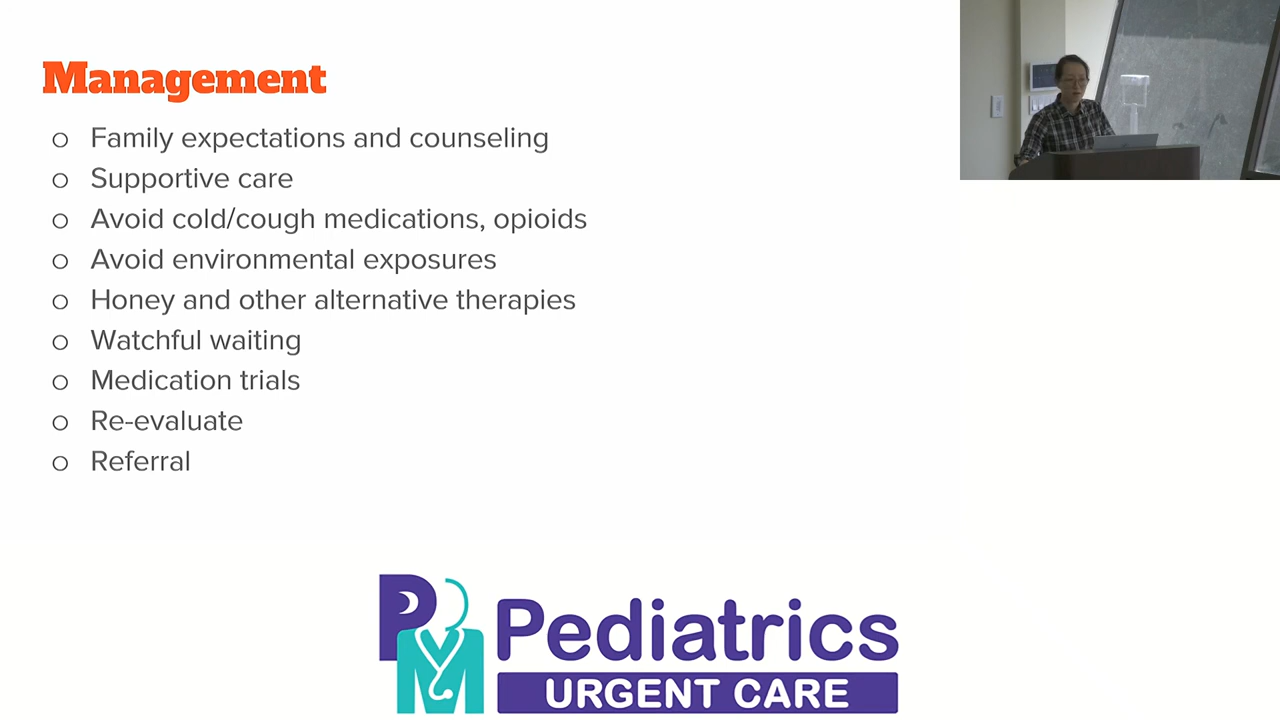 Management
o Family expectations and counseling
o Supportive care
o Avoid cold/cough medications, opioids
o Avoid environmental exposures
o Honey and other alternative therapies
o Watchful waiting
o Medication trials
o Re-evaluate
o Referral
PM Pediatrics
URGENT CARE